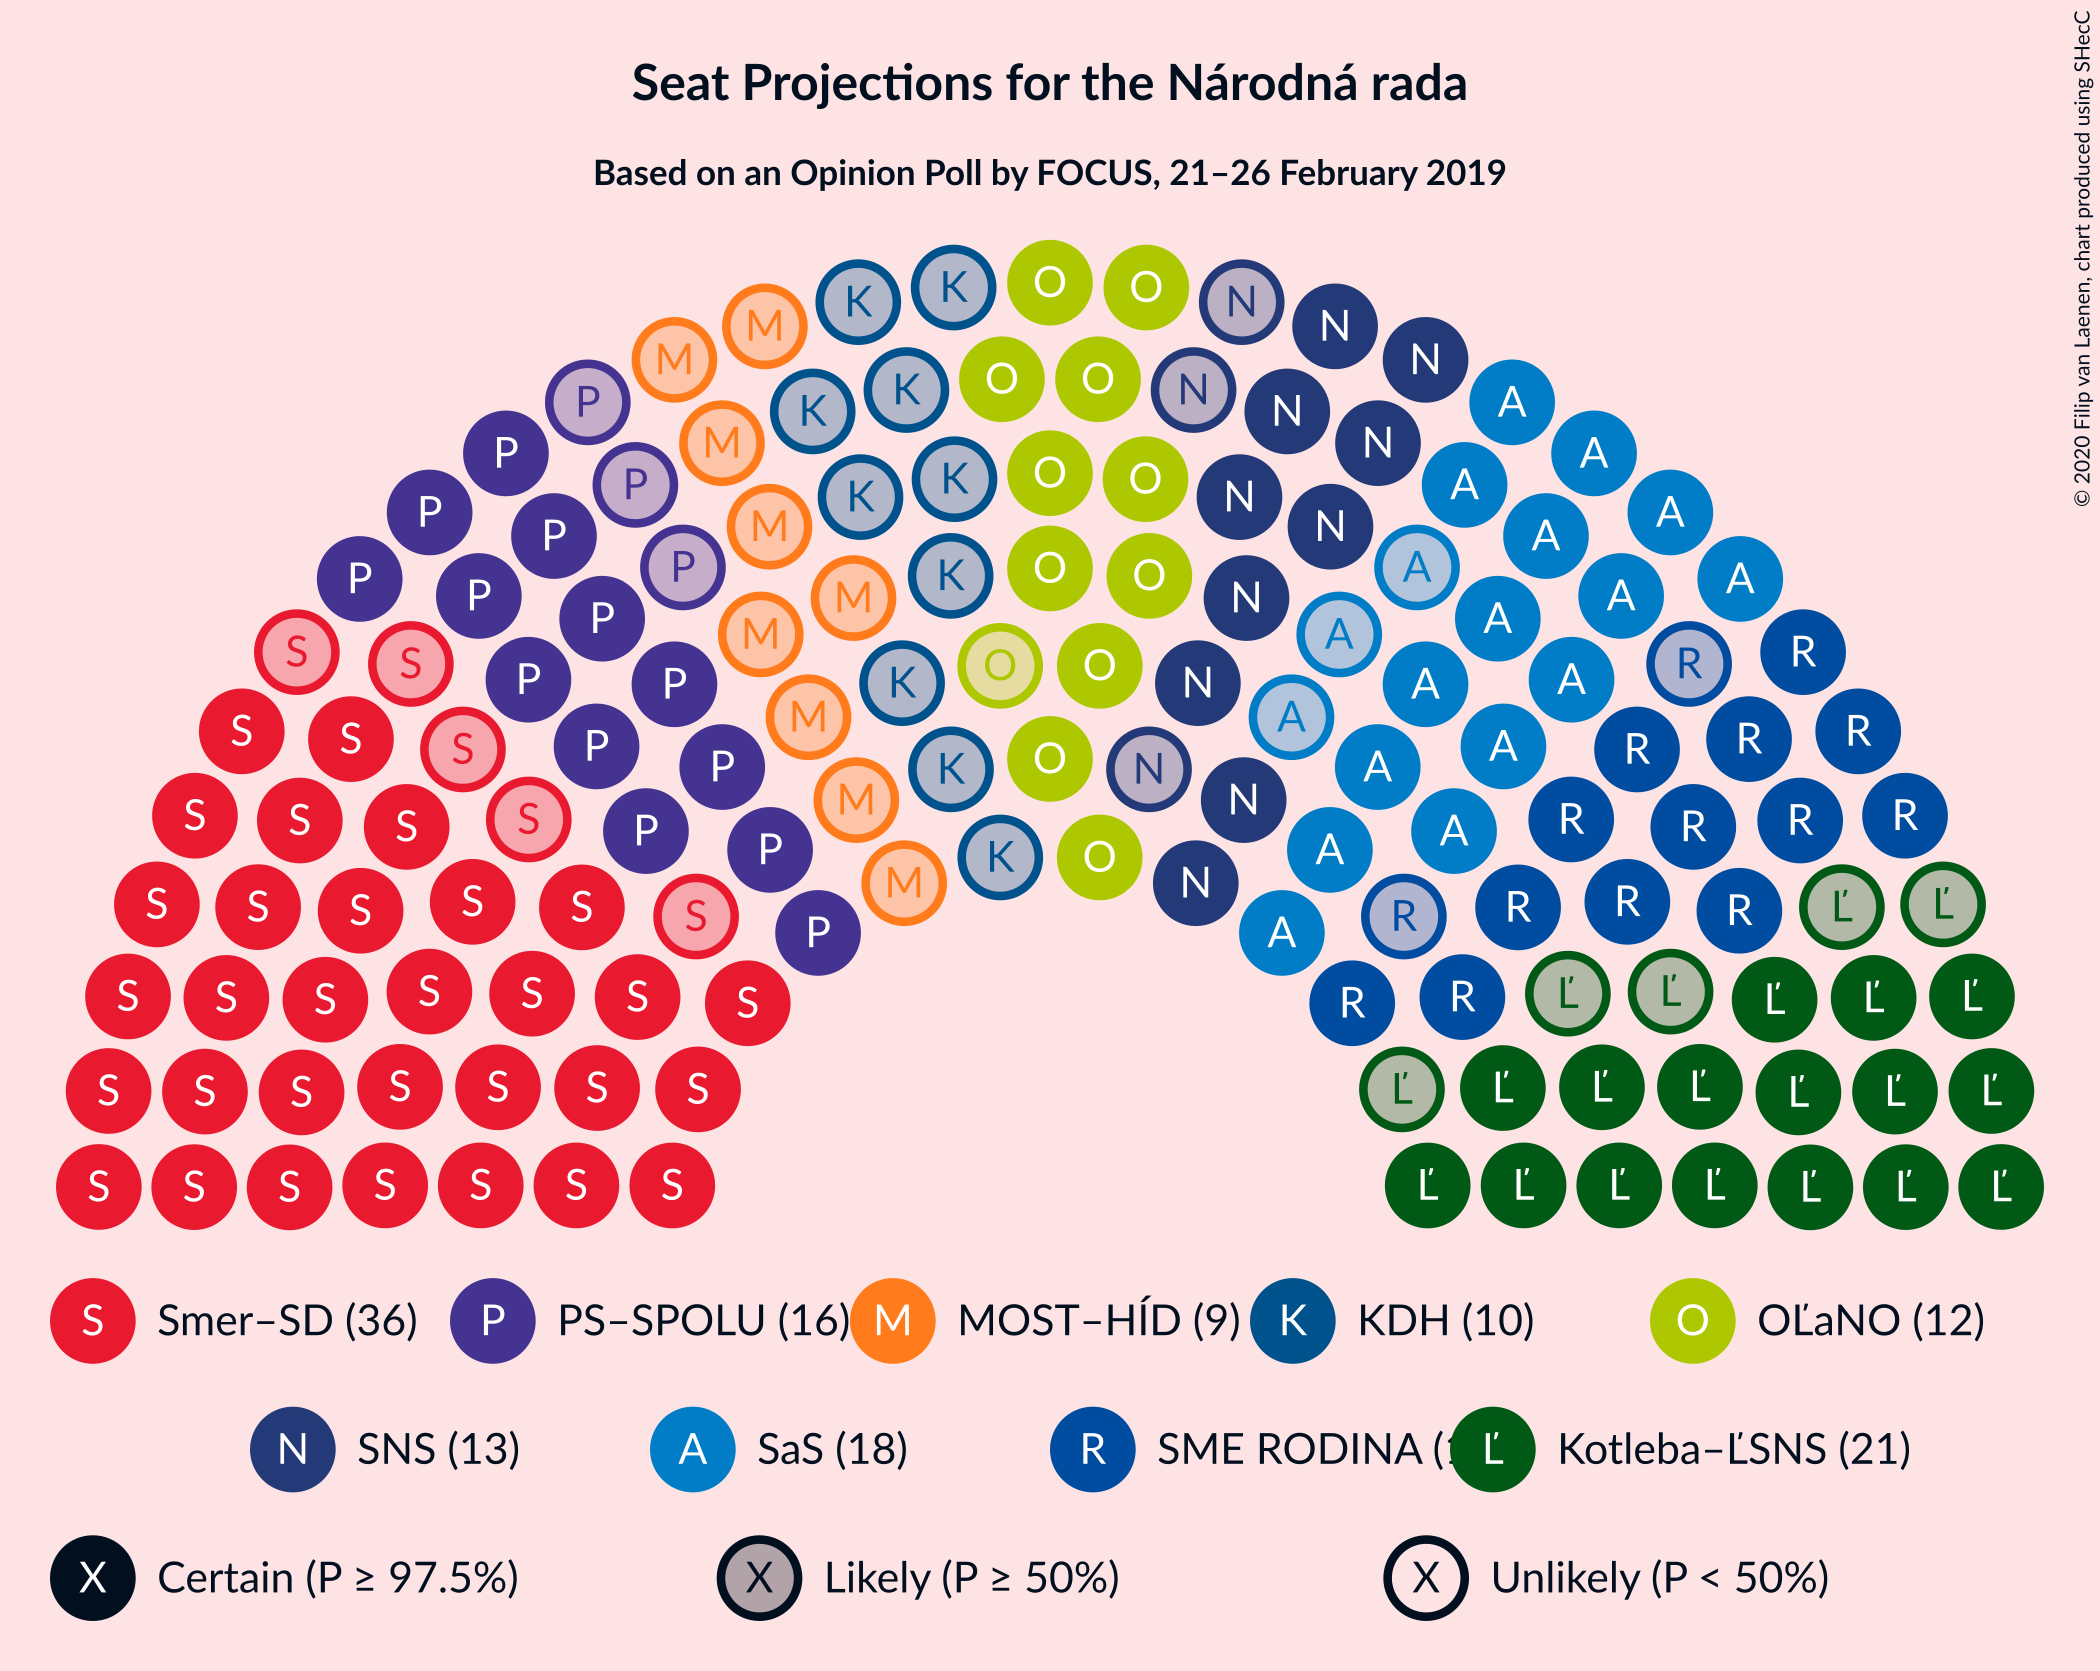 Seat Projections for the Národná rada
Based on an Opinion Poll by FOCUS, 21–26 February 2019
© 2020 Filip van Laenen, chart produced using SHecC
K K O O N
M M N N
P K K O O N N A
P M N A
P P K K O O N A A
P M N A
P P P K O O A A A
P M M N A A
S S P P K O O N A A R R
S S S P M A A R R R
P K O N A
S S S S P M N A R R R R
P K O A
S S S S S S P M N A R R R R Ľ Ľ
S S S S S S S R R Ľ Ľ Ľ Ľ Ľ
S S S S S S S Ľ Ľ Ľ Ľ Ľ Ľ Ľ
S S S S S S S Ľ Ľ Ľ Ľ Ľ Ľ Ľ
S Smer–SD (36) P PS–SPOLU (16) M MOST–HÍD (9) K KDH (10) O OĽaNO (12)
N SNS (13) A SaS (18) R SME RODINA Ľ Kotleba–ĽSNS (21)
X Certain (P ≥ 97.5%) X Likely (P ≥ 50%) X Unlikely (P < 50%)